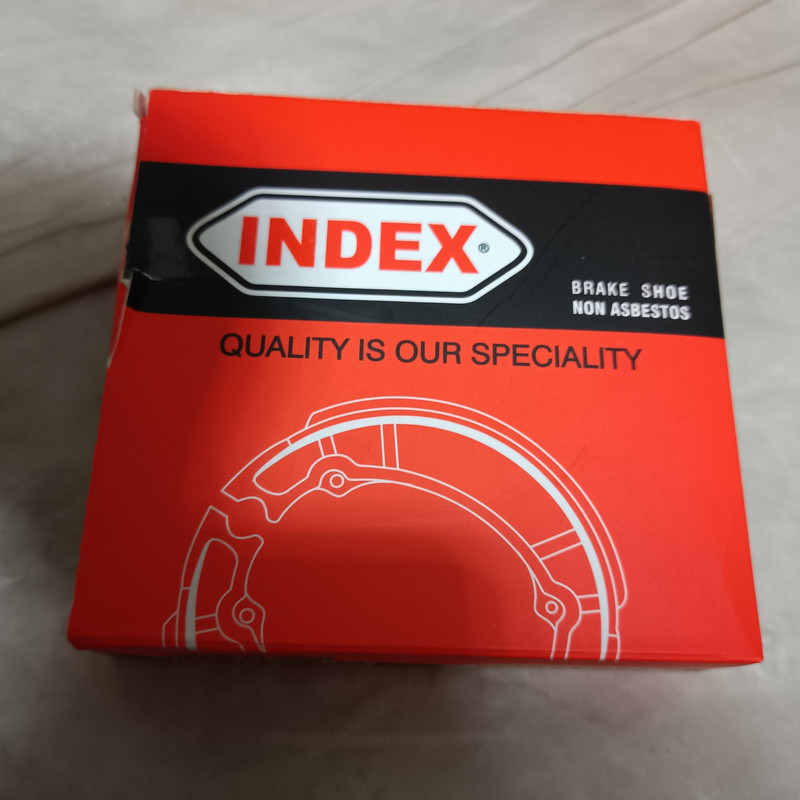 INDEX®
BRAKE SHOE
NON ASBESTOS
QUALITY IS OUR SPECIALITY